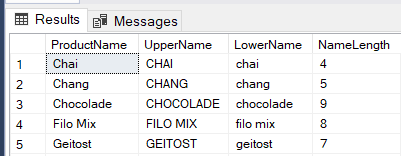 Results Messages
ProductName UpperName LowerName NameLength
1 Chai CHAI chai 4
2 Chang CHANG chang 5
3 Chocolade CHOCOLADE chocolade 9
4 Filo Mix FILO MIX filo mix 8
5 Geitost GEITOST geitost 7